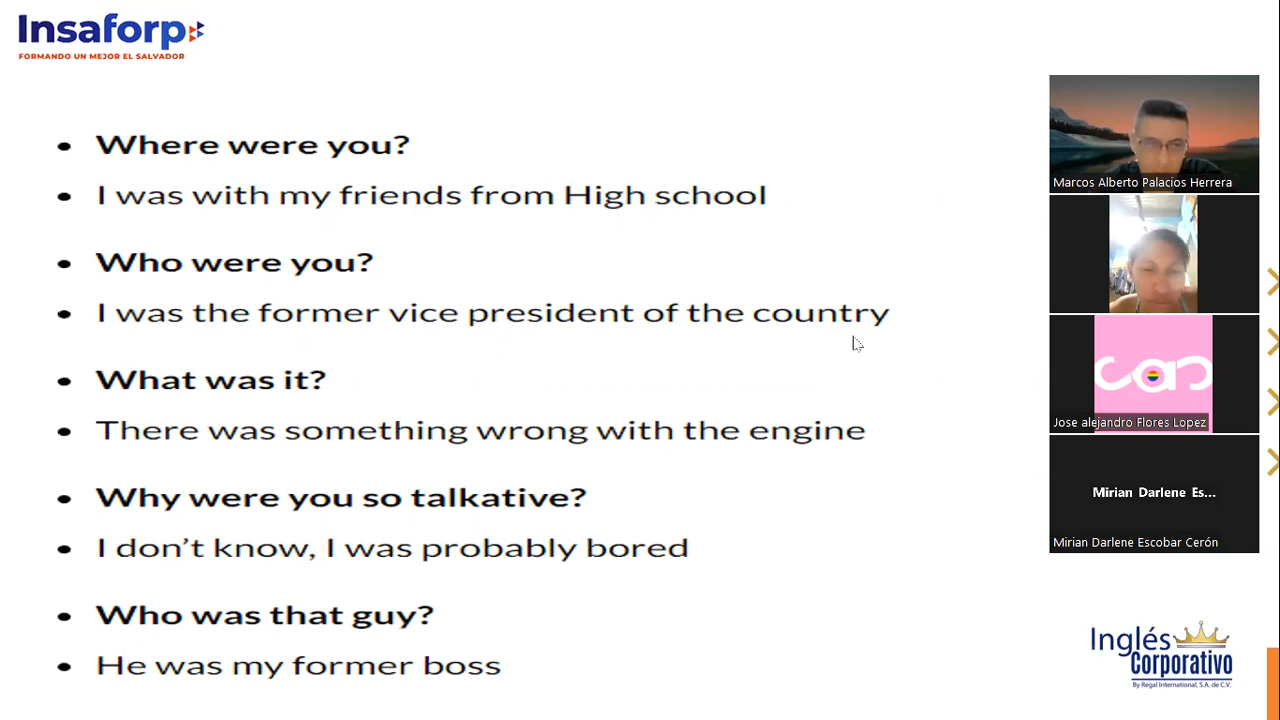 Insaforp
FORMANDO UN MEJOR EL SALVADOR
• Where were you?
• I was with my friends from High school
• Who were you?
• I was the former vice president of the country
• What was it?
• There was something wrong with the engine
• Why were you so talkative?
• I don't know, I was probably bored
• Who was that guy?
• He was my former boss
Marcos Alberto Palacios Herrera
cas
Jose alejandro Flores Lopez
Mirian Darlene Es...
Mirian Darlene Escobar Cerón
Inglés
Corporativo
By Regal International, S.A. de C.V.